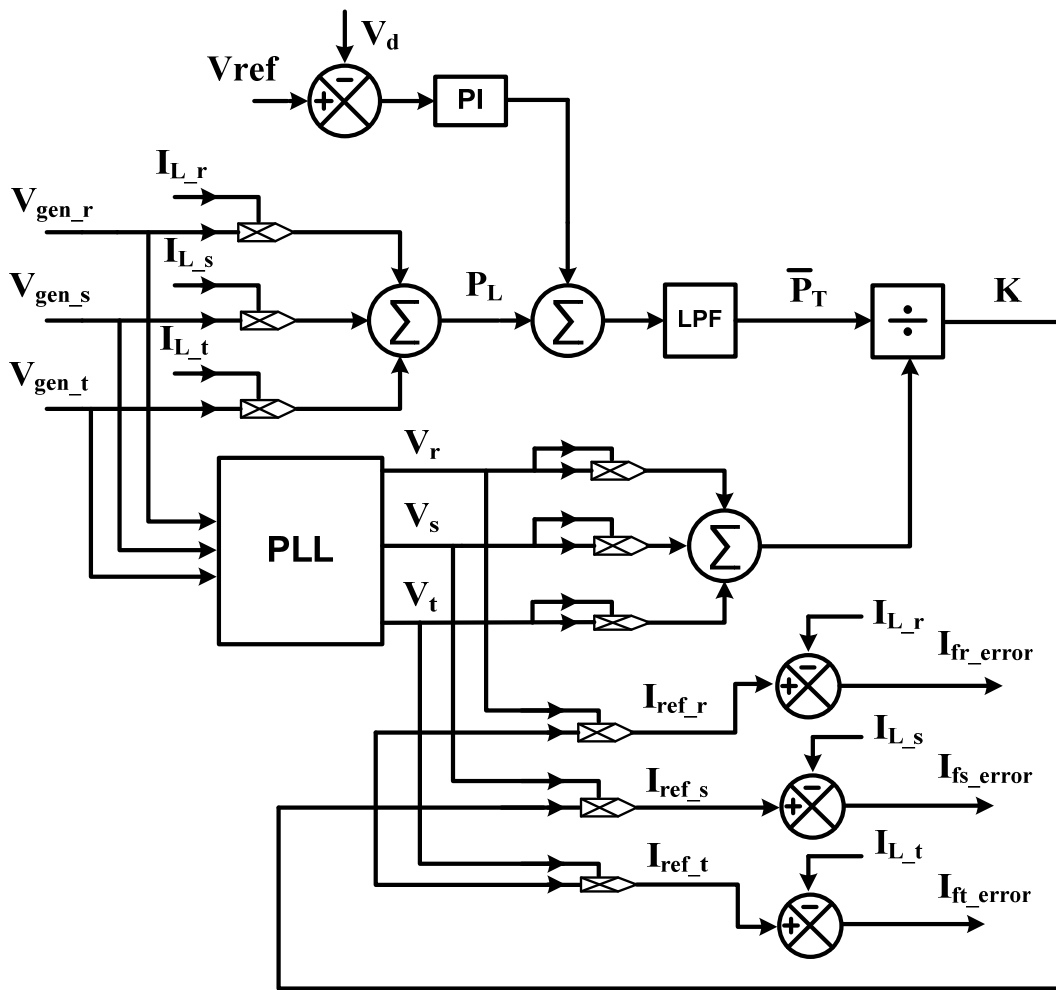 V_d
Vref
PI
I_L_r
V_gen_r
I_L_s
V_gen_s
P_L
Σ
Σ
LPF
P̅_T
÷
K
I_L_t
V_gen_t
PLL
V_r
V_s
V_t
Σ
I_L_r
I_fr_error
I_ref_r
I_L_s
I_fs_error
I_ref_s
I_L_t
I_ft_error
I_ref_t